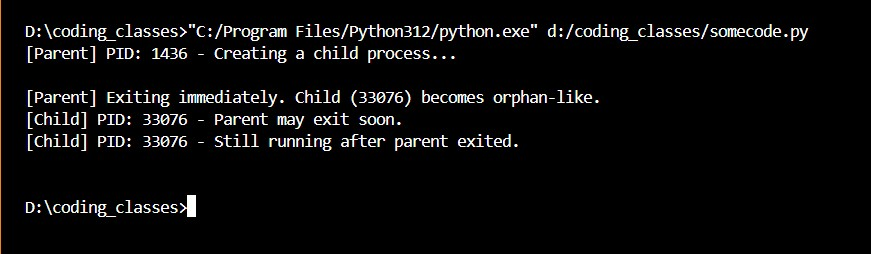 D:\coding_classes>"C:/Program Files/Python312/python.exe" d:/coding_classes/somecode.py
[Parent] PID: 1436 - Creating a child process...
[Parent] Exiting immediately. Child (33076) becomes orphan-like.
[Child] PID: 33076 - Parent may exit soon.
[Child] PID: 33076 - Still running after parent exited.
D:\coding_classes>